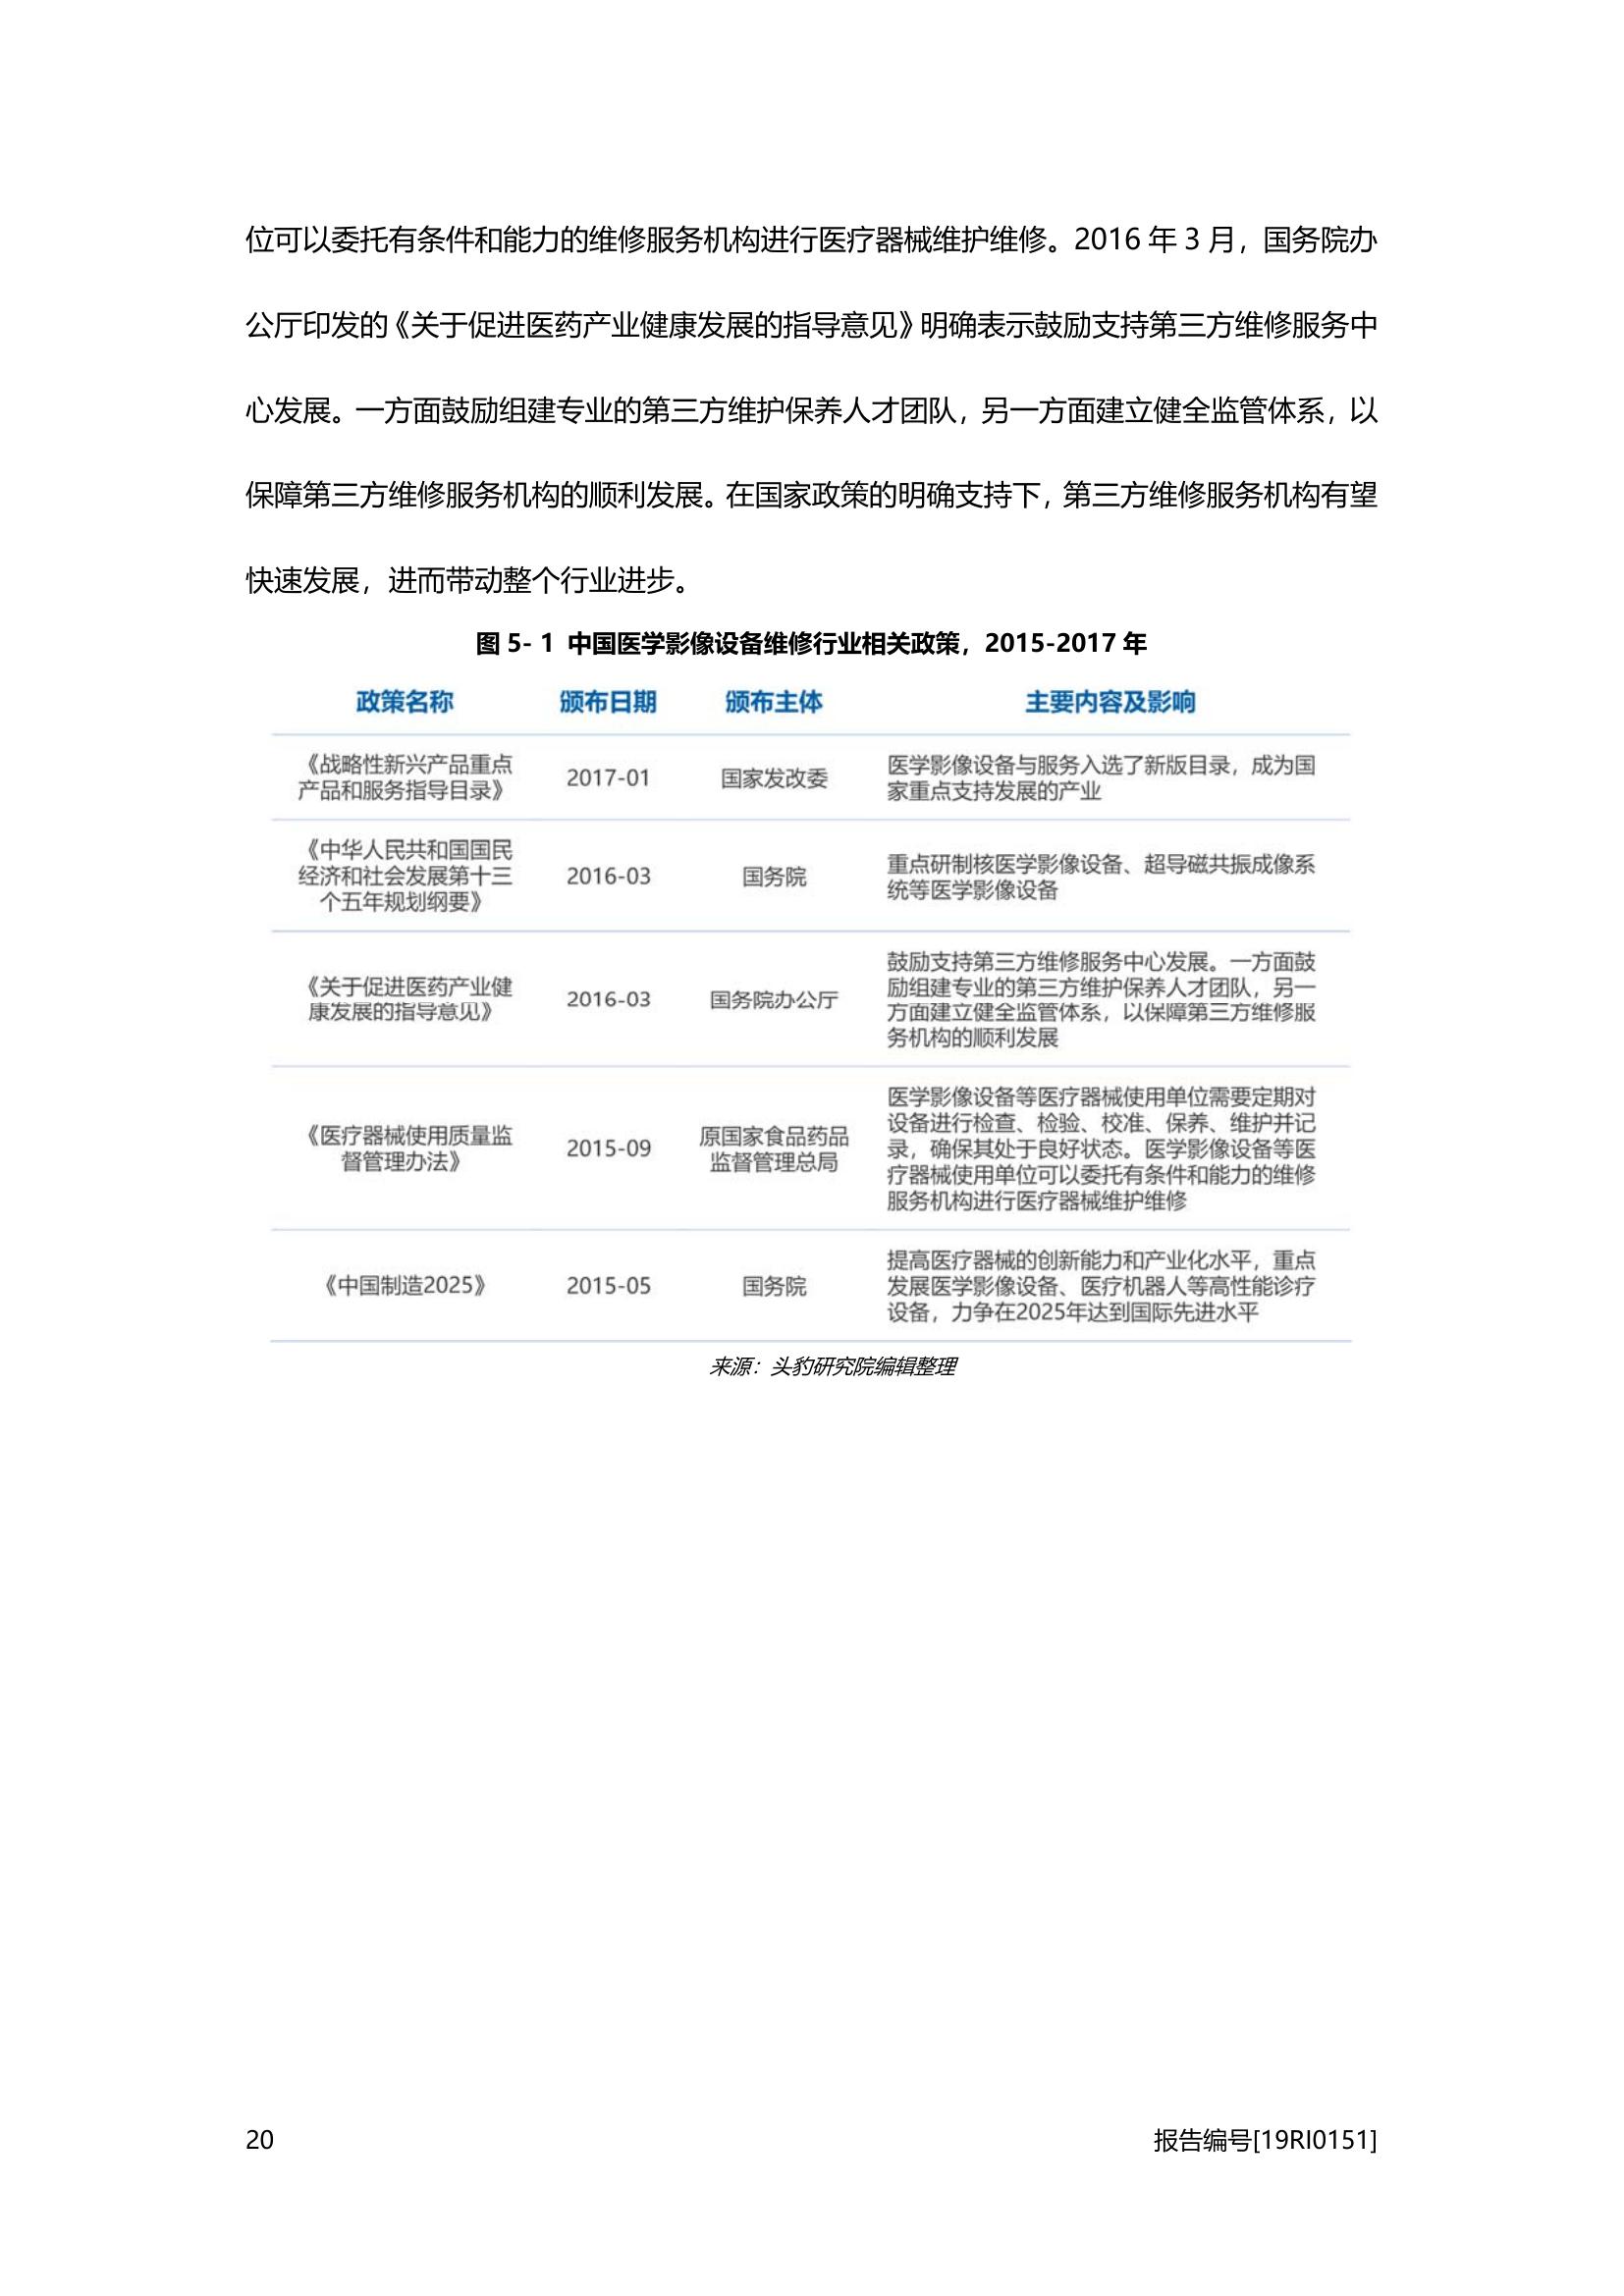 位可以委托有条件和能力的维修服务机构进行医疗器械维护维修。2016 年 3 月，国务院办
公厅印发的《关于促进医药产业健康发展的指导意见》明确表示鼓励支持第三方维修服务中
心发展。一方面鼓励组建专业的第三方维护保养人才团队，另一方面建立健全监管体系，以
保障第三方维修服务机构的顺利发展。在国家政策的明确支持下，第三方维修服务机构有望
快速发展，进而带动整个行业进步。
图 5- 1 中国医学影像设备维修行业相关政策，2015-2017 年
政策名称 颁布日期 颁布主体 主要内容及影响
《战略性新兴产品重点
产品和服务指导目录》
2017-01
国家发改委
医学影像设备与服务入选了新版目录，成为国
家重点支持发展的产业
《中华人民共和国国民
经济和社会发展第十三
个五年规划纲要》
2016-03
国务院
重点研制核医学影像设备、超导磁共振成像系
统等医学影像设备
《关于促进医药产业健
康发展的指导意见》
2016-03
国务院办公厅
鼓励支持第三方维修服务中心发展。一方面鼓
励组建专业的第三方维护保养人才团队，另一
方面建立健全监管体系，以保障第三方维修服
务机构的顺利发展
《医疗器械使用质量监
督管理办法》
2015-09
原国家食品药品
监督管理总局
医学影像设备等医疗器械使用单位需要定期对
设备进行检查、检验、校准、保养、维护并记
录，确保其处于良好状态。医学影像设备等医
疗器械使用单位可以委托有条件和能力的维修
服务机构进行医疗器械维护维修
《中国制造2025》
2015-05
国务院
提高医疗器械的创新能力和产业化水平，重点
发展医学影像设备、医疗机器人等高性能诊疗
设备，力争在2025年达到国际先进水平
来源：头豹研究院编辑整理
20
报告编号[19RI0151]